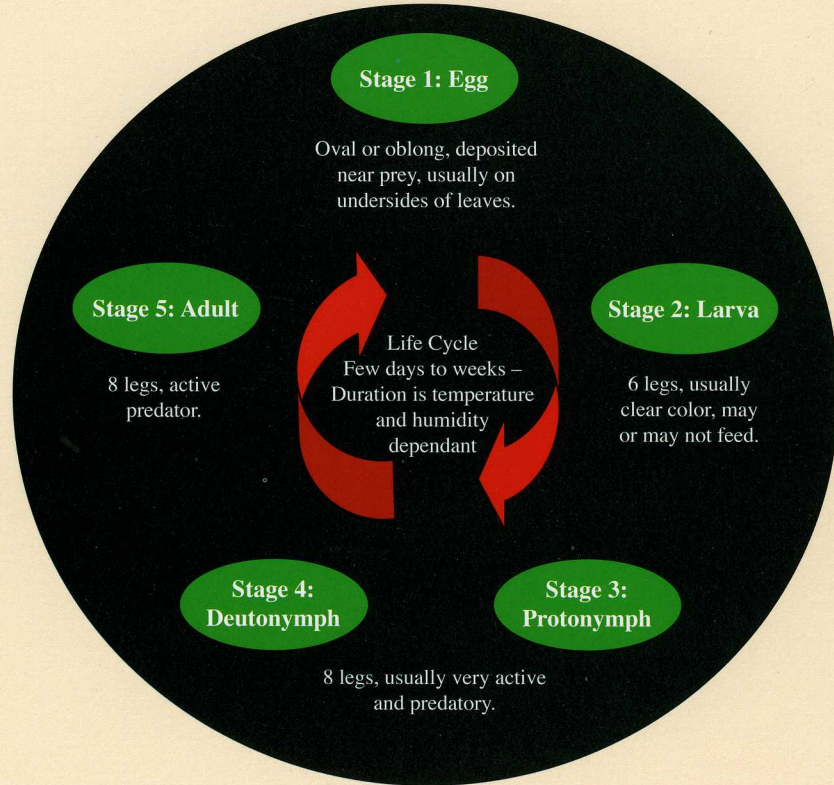 Stage 1: Egg
Oval or oblong, deposited
near prey, usually on
undersides of leaves.
Stage 5: Adult
8 legs, active
predator.
Stage 2: Larva
6 legs, usually
clear color, may
or may not feed.
Life Cycle
Few days to weeks –
Duration is temperature
and humidity
dependant
Stage 4:
Deutonymph
Stage 3:
Protonymph
8 legs, usually very active
and predatory.